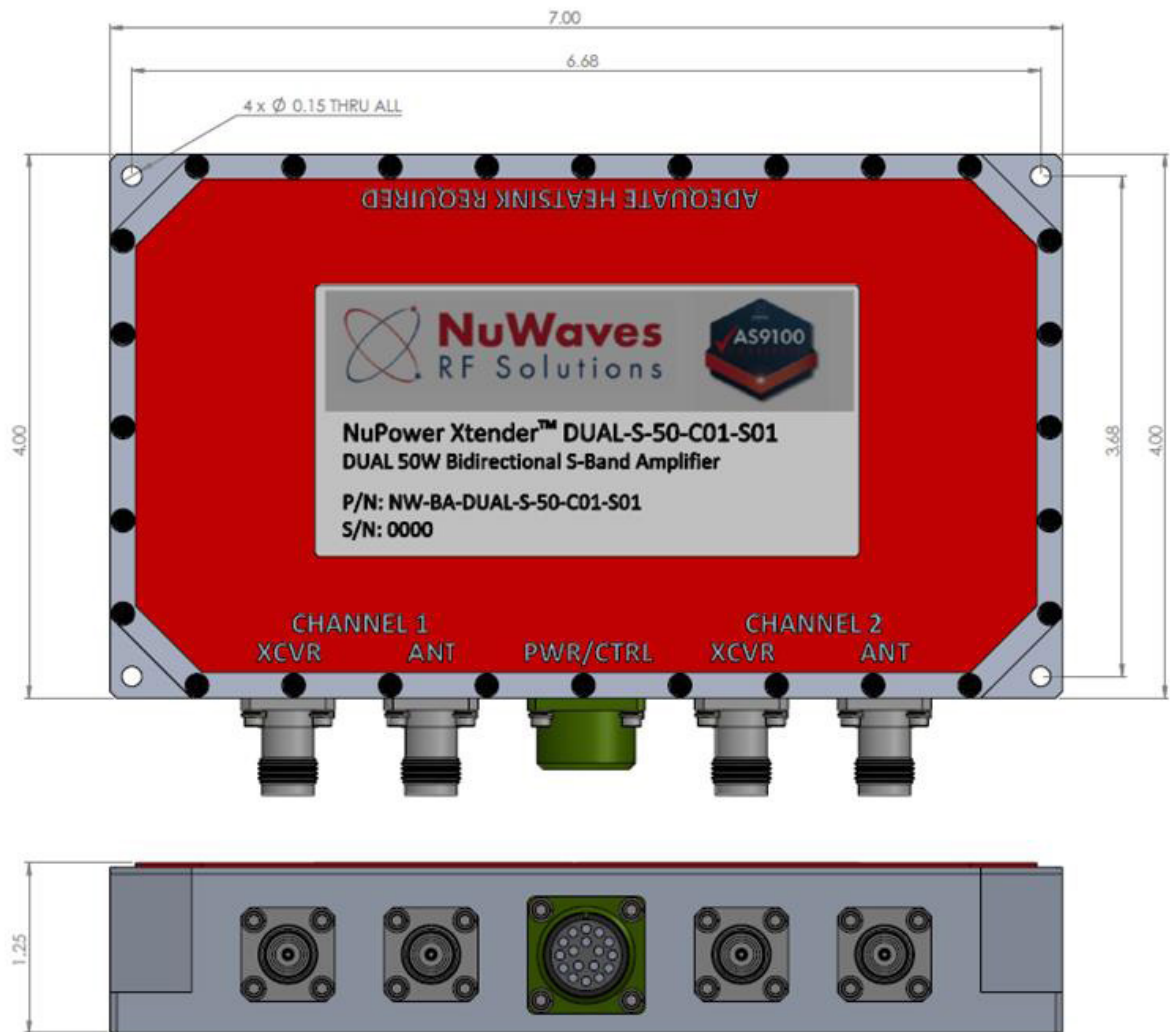 7.00
6.68
4 x Ø 0.15 THRU ALL
ADEQUATE HEATSINK REQUIRED
NuWaves
RF Solutions
AS9100
NuPower Xtender™ DUAL-S-50-C01-S01
DUAL 50W Bidirectional S-Band Amplifier
P/N: NW-BA-DUAL-S-50-C01-S01
S/N: 0000
4.00
3.68
4.00
CHANNEL 1
CHANNEL 2
XCVR
ANT
PWR/CTRL
XCVR
ANT
1.25